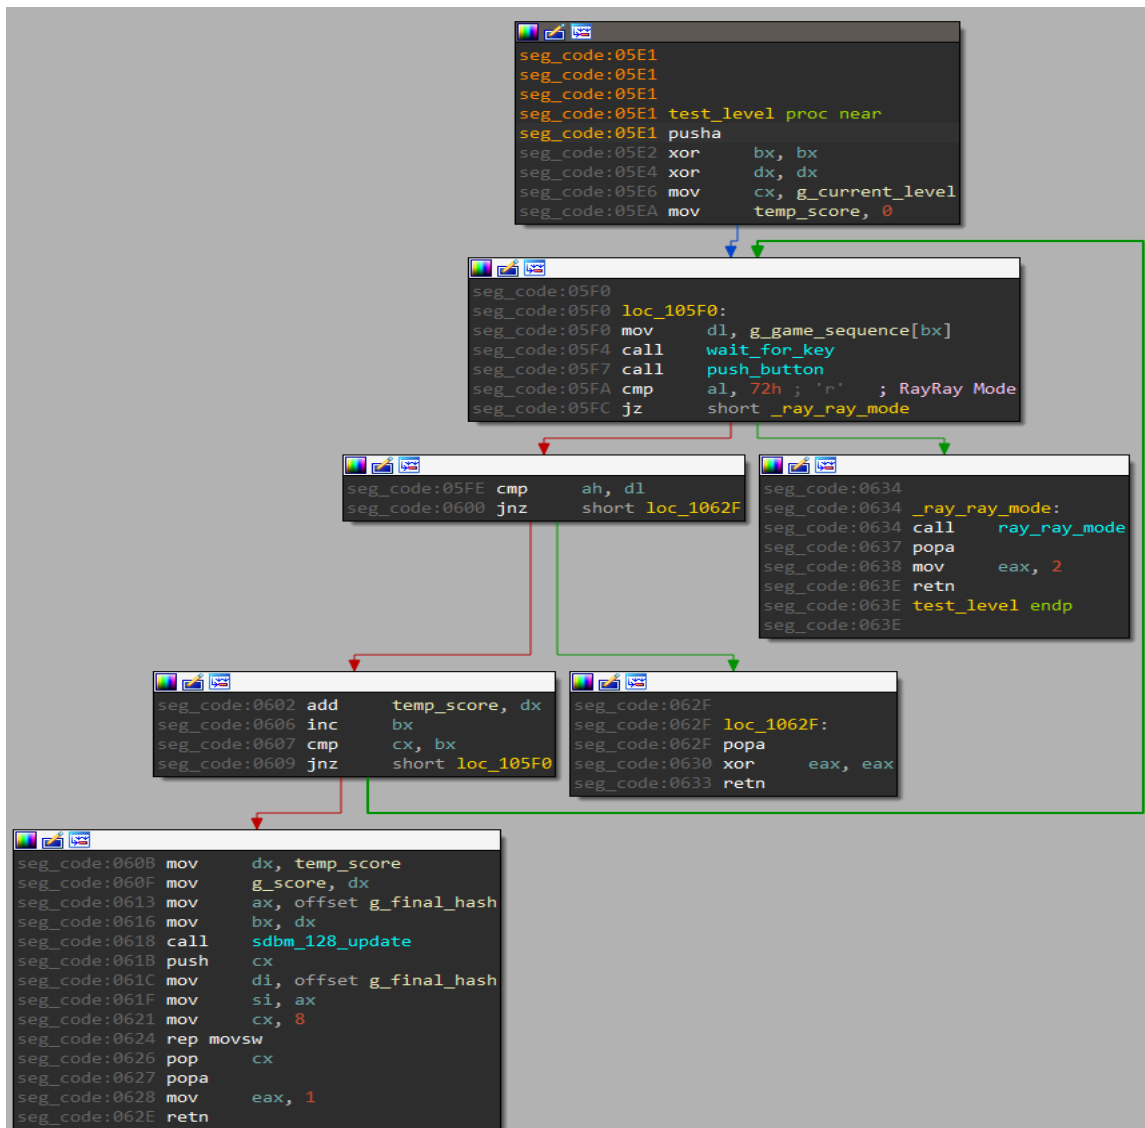 seg_code:05E1
seg_code:05E1
seg_code:05E1
seg_code:05E1 test_level proc near
seg_code:05E1 pusha
seg_code:05E2 xor bx, bx
seg_code:05E4 xor dx, dx
seg_code:05E6 mov cx, g_current_level
seg_code:05EA mov temp_score, 0
seg_code:05F0
seg_code:05F0 loc_105F0:
seg_code:05F0 mov dl, g_game_sequence[bx]
seg_code:05F4 call wait_for_key
seg_code:05F7 call push_button
seg_code:05FA cmp al, 72h ; 'r' ; RayRay Mode
seg_code:05FC jz short _ray_ray_mode
seg_code:05FE cmp ah, dl
seg_code:0600 jnz short loc_1062F
seg_code:0634
seg_code:0634 _ray_ray_mode:
seg_code:0634 call ray_ray_mode
seg_code:0637 popa
seg_code:0638 mov eax, 2
seg_code:063E retn
seg_code:063E test_level endp
seg_code:063E
seg_code:0602 add temp_score, dx
seg_code:0606 inc bx
seg_code:0607 cmp cx, bx
seg_code:0609 jnz short loc_105F0
seg_code:062F
seg_code:062F loc_1062F:
seg_code:062F popa
seg_code:0630 xor eax, eax
seg_code:0633 retn
seg_code:060B mov dx, temp_score
seg_code:060F mov g_score, dx
seg_code:0613 mov ax, offset g_final_hash
seg_code:0616 mov bx, dx
seg_code:0618 call sdbm_128_update
seg_code:061B push cx
seg_code:061C mov di, offset g_final_hash
seg_code:061F mov si, ax
seg_code:0621 mov cx, 8
seg_code:0624 rep movsw
seg_code:0626 pop cx
seg_code:0627 popa
seg_code:0628 mov eax, 1
seg_code:062E retn